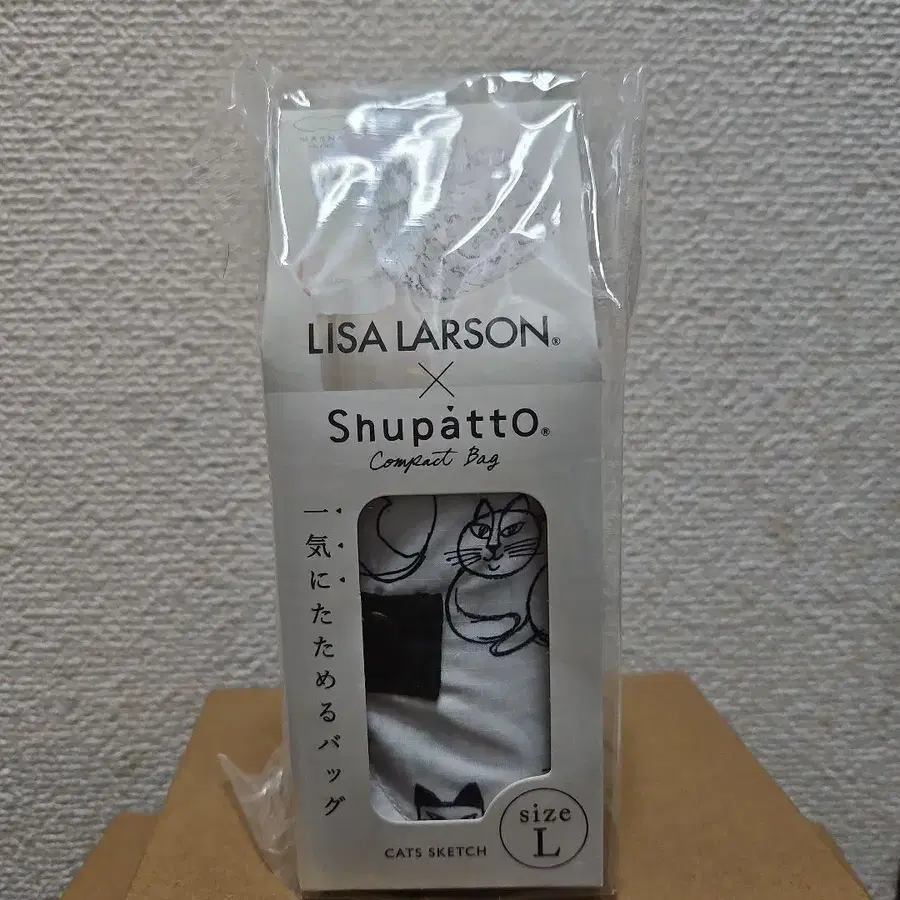 LISA LARSON®
×
Shupatto®
Compact Bag
一気にたためるバッグ
CATS SKETCH
size
L